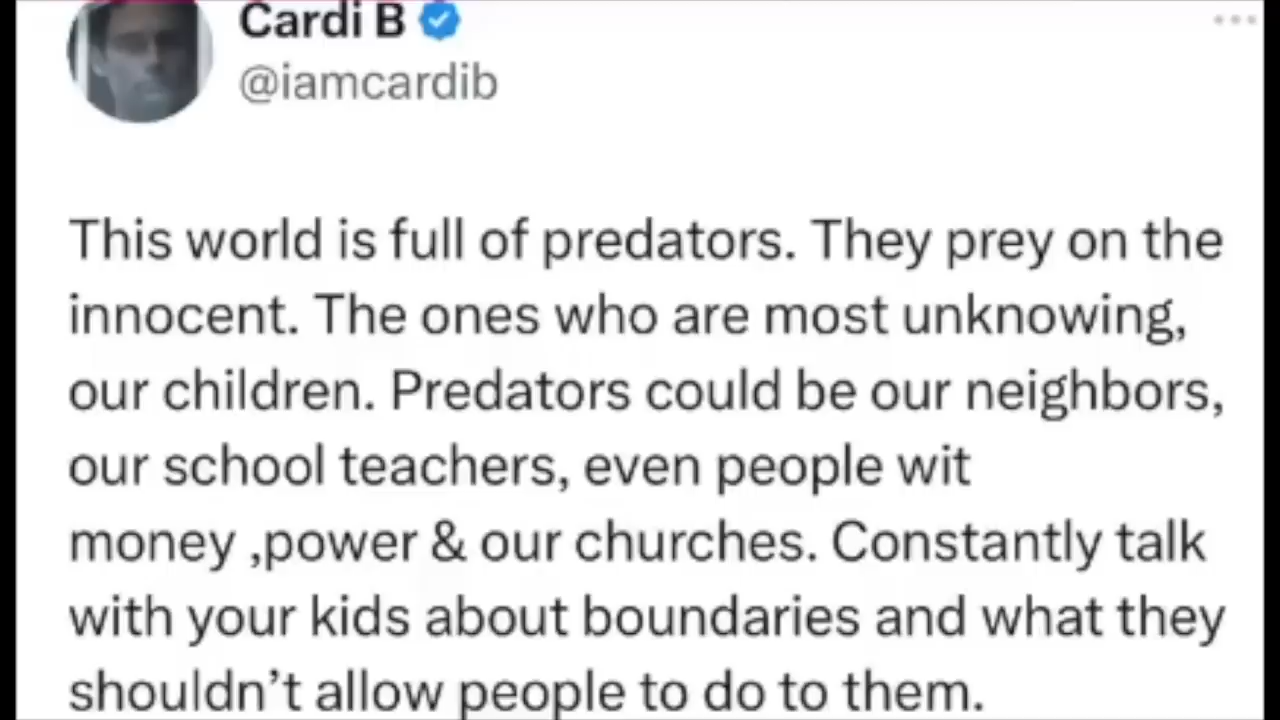 Cardi B
@iamcardib
This world is full of predators. They prey on the
innocent. The ones who are most unknowing,
our children. Predators could be our neighbors,
our school teachers, even people wit
money ,power & our churches. Constantly talk
with your kids about boundaries and what they
shouldn’t allow people to do to them.